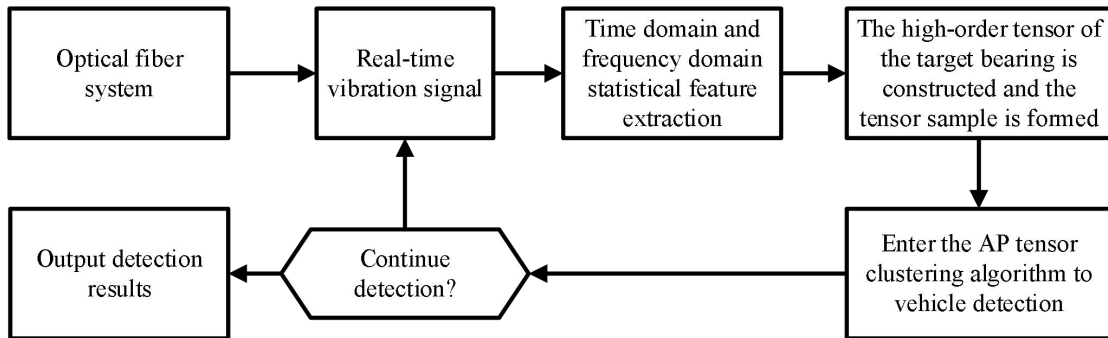 Optical fiber
system
Real-time
vibration signal
Time domain and
frequency domain
statistical feature
extraction
The high-order tensor of
the target bearing is
constructed and the
tensor sample is formed
Enter the AP tensor
clustering algorithm to
vehicle detection
Continue
detection?
Output detection
results